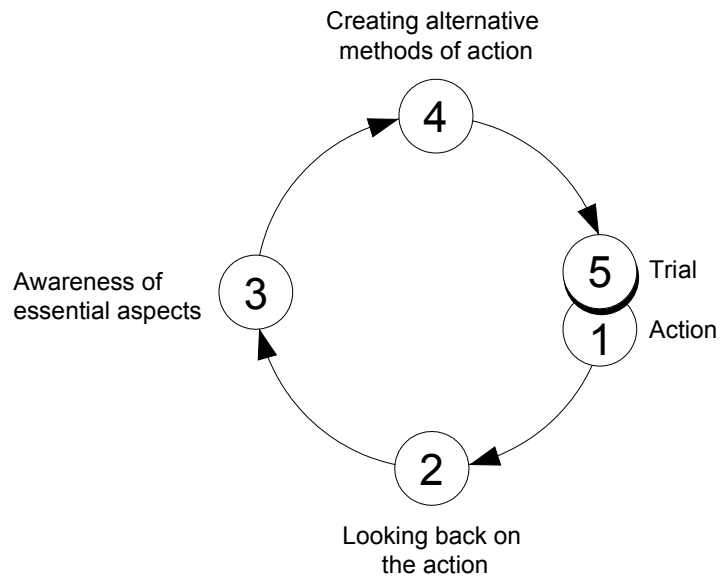 Creating alternative
methods of action
4
5
Trial
Awareness of
essential aspects
3
1
Action
2
Looking back on
the action